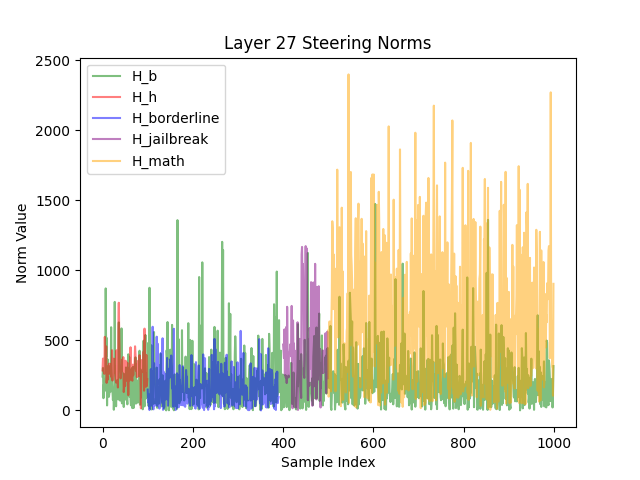 Layer 27 Steering Norms
2500
2000
1500
1000
500
0
Norm Value
H_b
H_h
H_borderline
H_jailbreak
H_math
0 200 400 600 800 1000
Sample Index